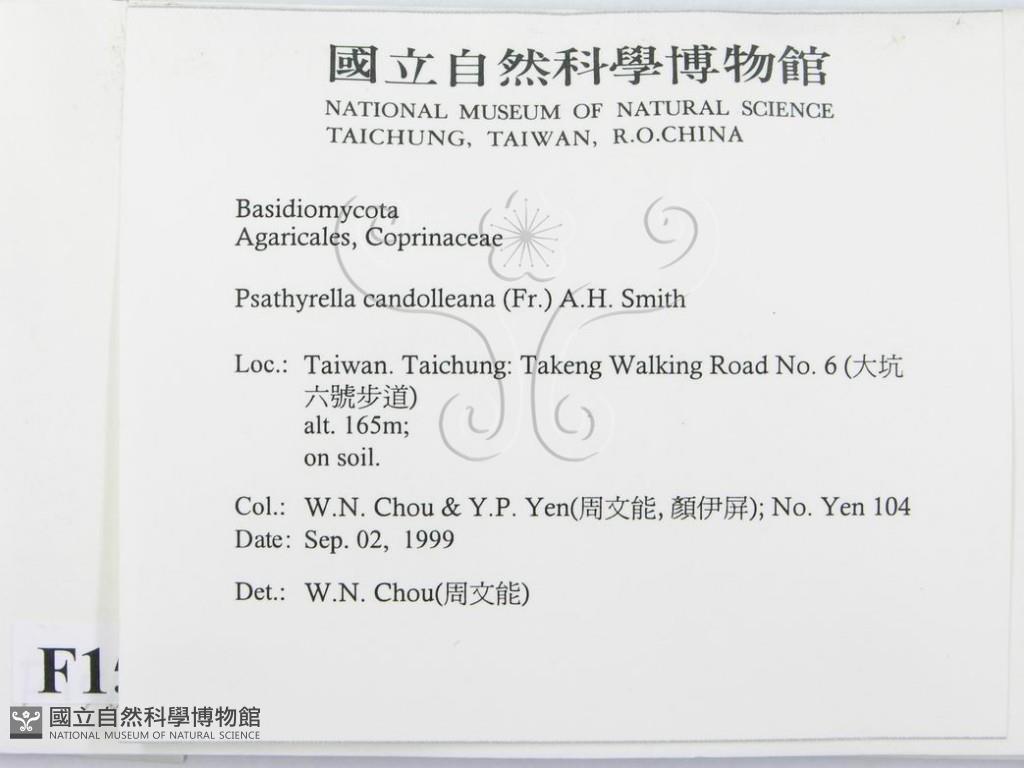 國立自然科學博物館
NATIONAL MUSEUM OF NATURAL SCIENCE
TAICHUNG, TAIWAN, R.O.CHINA
Basidiomycota
Agaricales, Coprinaceae
Psathyrella candolleana (Fr.) A.H. Smith
Loc.: Taiwan. Taichung: Takeng Walking Road No. 6 (大坑
六號步道)
alt. 165m;
on soil.
Col.: W.N. Chou & Y.P. Yen(周文能, 顏伊屏); No. Yen 104
Date: Sep. 02, 1999
Det.: W.N. Chou(周文能)
國立自然科學博物館
NATIONAL MUSEUM OF NATURAL SCIENCE